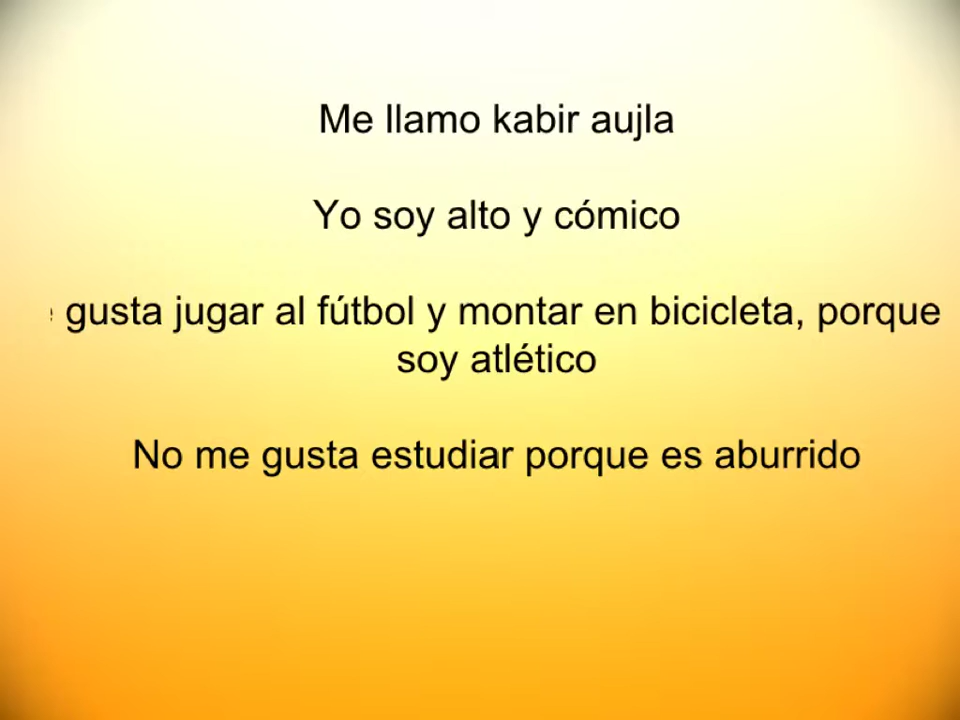 Me llamo kabir aujla
Yo soy alto y cómico
gusta jugar al fútbol y montar en bicicleta, porque
soy atlético
No me gusta estudiar porque es aburrido